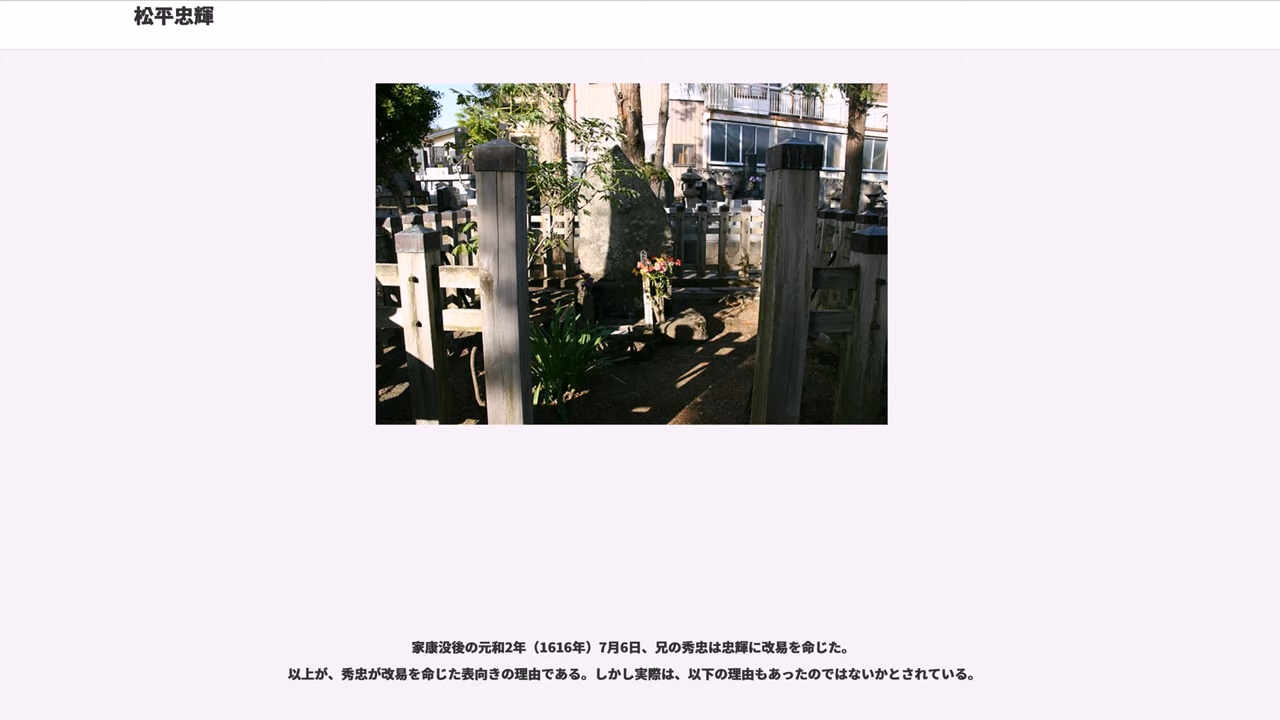 松平忠輝
家康没後の元和2年（1616年）7月6日、兄の秀忠は忠輝に改易を命じた。
以上が、秀忠が改易を命じた表向きの理由である。しかし実際は、以下の理由もあったのではないかとされている。